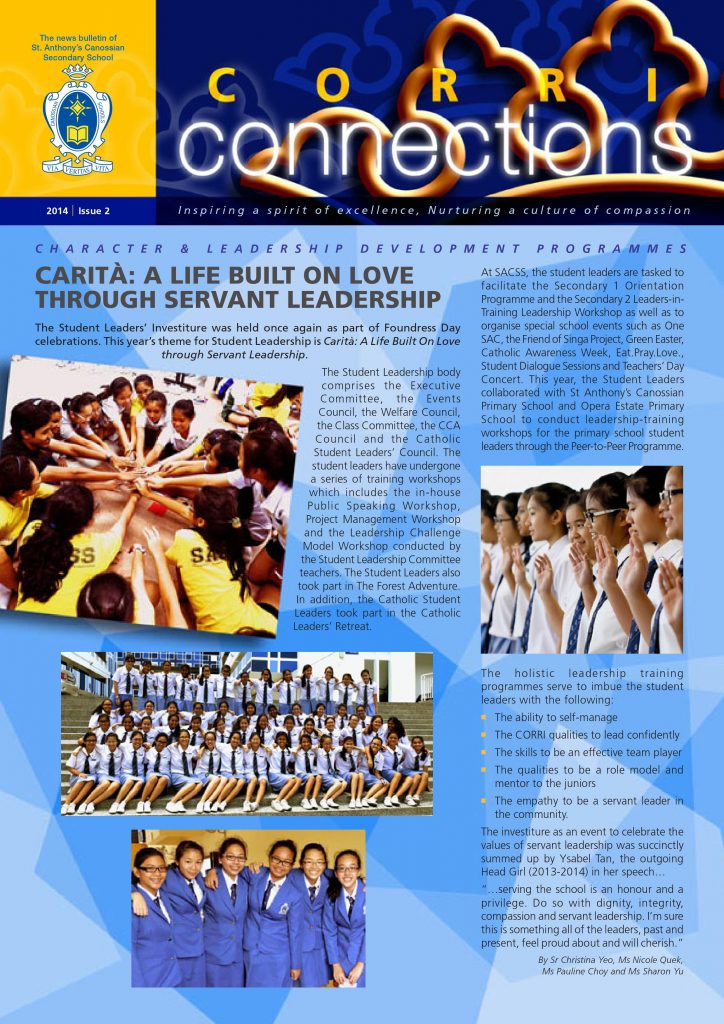 The news bulletin of
St. Anthony's Canossian
Secondary School
VIA VERITAS VITA
2014 | Issue 2
CORRI
connections
Inspiring a spirit of excellence, Nurturing a culture of compassion
CHARACTER & LEADERSHIP DEVELOPMENT PROGRAMMES
CARITÀ: A LIFE BUILT ON LOVE
THROUGH SERVANT LEADERSHIP
The Student Leaders' Investiture was held once again as part of Foundress Day
celebrations. This year's theme for Student Leadership is Carità: A Life Built On Love
through Servant Leadership.
The Student Leadership body
comprises the Executive
Committee, the Events
Council, the Welfare Council,
the Class Committee, the CCA
Council and the Catholic
Student Leaders' Council. The
student leaders have undergone
a series of training workshops
which includes the in-house
Public Speaking Workshop,
Project Management Workshop
and the Leadership Challenge
Model Workshop conducted by
the Student Leadership Committee
teachers. The Student Leaders also
took part in The Forest Adventure.
In addition, the Catholic Student
Leaders took part in the Catholic
Leaders' Retreat.
SACSS
At SACSS, the student leaders are tasked to
facilitate the Secondary 1 Orientation
Programme and the Secondary 2 Leaders-in-
Training Leadership Workshop as well as to
organise special school events such as One
SAC, the Friend of Singa Project, Green Easter,
Catholic Awareness Week, Eat.Pray.Love.,
Student Dialogue Sessions and Teachers' Day
Concert. This year, the Student Leaders
collaborated with St Anthony's Canossian
Primary School and Opera Estate Primary
School to conduct leadership-training
workshops for the primary school student
leaders through the Peer-to-Peer Programme.
The holistic leadership training
programmes serve to imbue the student
leaders with the following:
The ability to self-manage
The CORRI qualities to lead confidently
The skills to be an effective team player
The qualities to be a role model and
mentor to the juniors
The empathy to be a servant leader in
the community.
The investiture as an event to celebrate the
values of servant leadership was succinctly
summed up by Ysabel Tan, the outgoing
Head Girl (2013-2014) in her speech…
"…serving the school is an honour and a
privilege. Do so with dignity, integrity,
compassion and servant leadership. I'm sure
this is something all of the leaders, past and
present, feel proud about and will cherish."
By Sr Christina Yeo, Ms Nicole Quek,
Ms Pauline Choy and Ms Sharon Yu